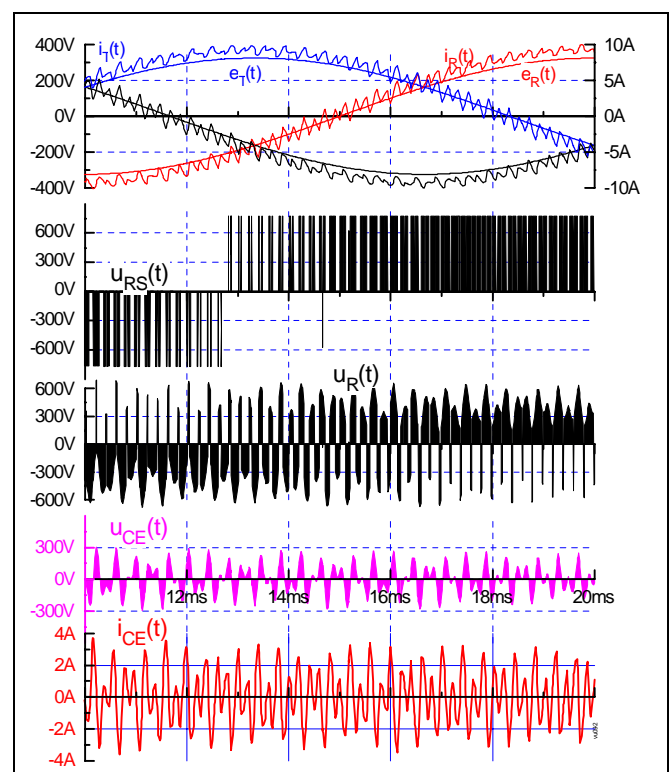 400V i_T(t) i_R(t) 10A
200V e_T(t) e_R(t) 5A
0V 0A
-200V -5A
-400V -10A
600V
300V
u_RS(t)
0V
-300V
-600V
u_R(t)
600V
300V
0V
-300V
-600V
u_CE(t)
300V
0V
-300V 12ms 14ms 16ms 18ms 20ms
4A i_CE(t)
2A
0A
-2A
-4A